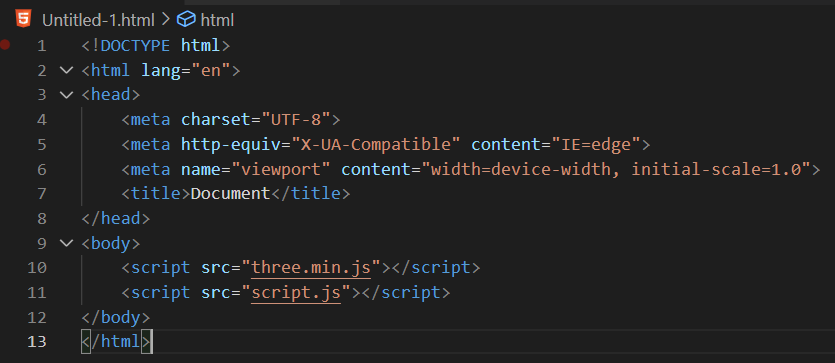 Untitled-1.html > html
1 <!DOCTYPE html>
2 <html lang="en">
3 <head>
4     <meta charset="UTF-8">
5     <meta http-equiv="X-UA-Compatible" content="IE=edge">
6     <meta name="viewport" content="width=device-width, initial-scale=1.0">
7     <title>Document</title>
8 </head>
9 <body>
10     <script src="three.min.js"></script>
11     <script src="script.js"></script>
12 </body>
13 </html>